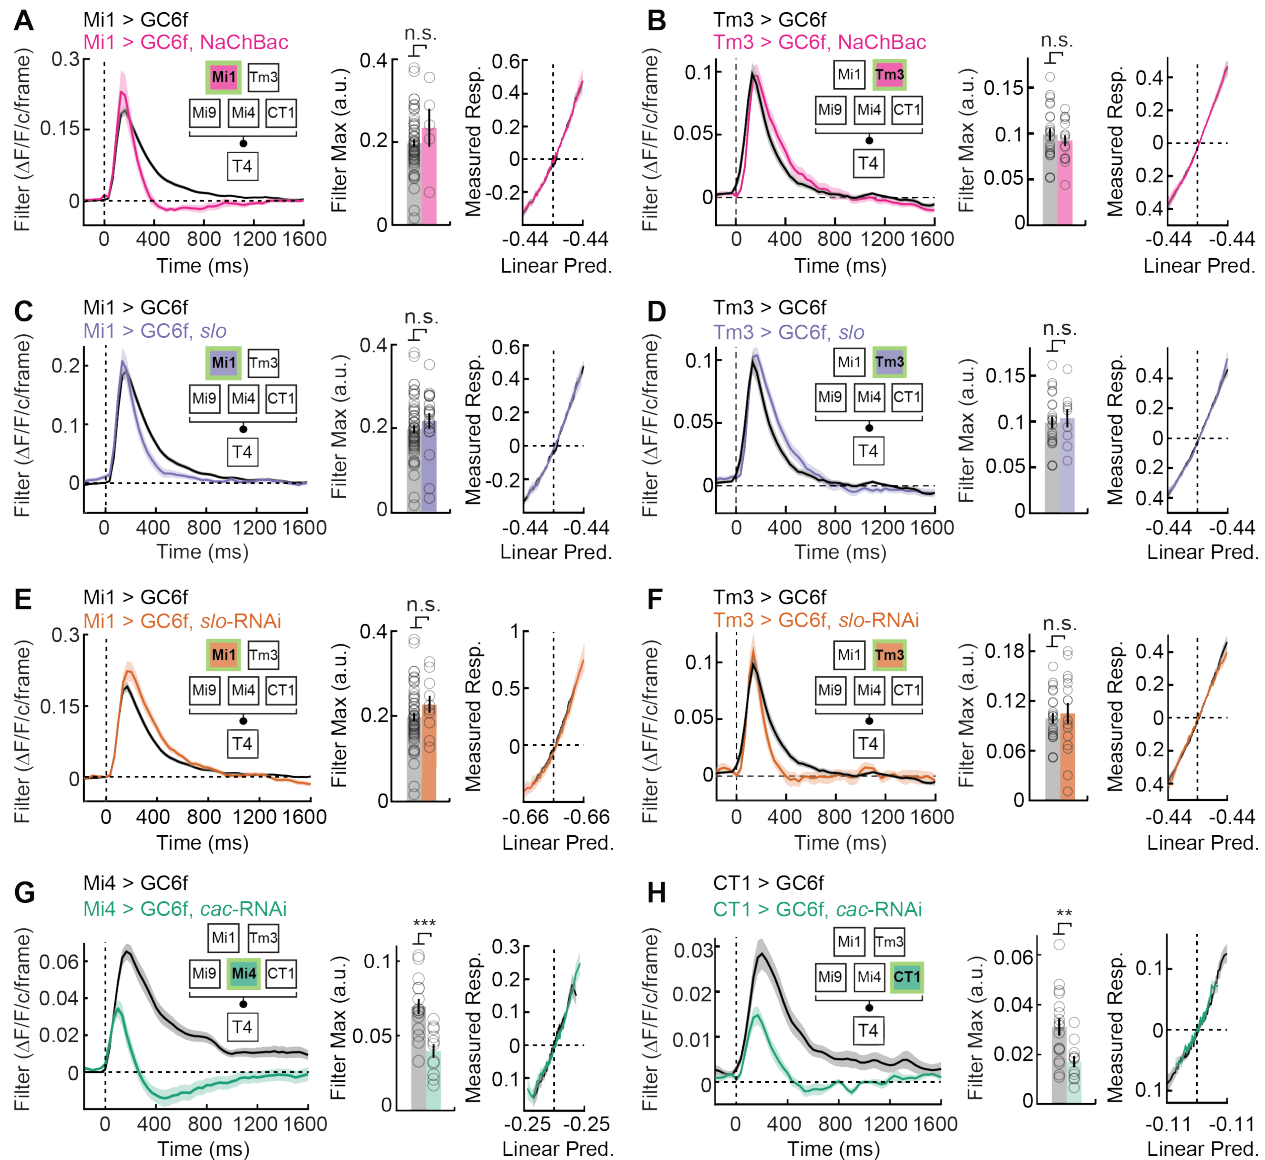 A
Mi1 > GC6f
Mi1 > GC6f, NaChBac
Filter (ΔF/F/c/frame)
0.3
0.15
0
0 400 800 1200 1600
Time (ms)
Mi1 Tm3
Mi9 Mi4 CT1
T4
n.s.
Filter Max (a.u.)
0.4
0.2
0
Measured Resp.
0.6
0.4
0.2
0
-0.2
-0.44 -0.44
Linear Pred.
B
Tm3 > GC6f
Tm3 > GC6f, NaChBac
Filter (ΔF/F/c/frame)
0.1
0.05
0
0 400 800 1200 1600
Time (ms)
Mi1 Tm3
Mi9 Mi4 CT1
T4
n.s.
Filter Max (a.u.)
0.15
0.1
0.05
0
Measured Resp.
0.4
0.2
0
0.2
0.4
-0.44 -0.44
Linear Pred.
C
Mi1 > GC6f
Mi1 > GC6f, slo
Filter (ΔF/F/c/frame)
0.2
0.1
0
0 400 800 1200 1600
Time (ms)
Mi1 Tm3
Mi9 Mi4 CT1
T4
n.s.
Filter Max (a.u.)
0.4
0.2
0
Measured Resp.
0.6
0.4
0.2
0
-0.2
-0.44 -0.44
Linear Pred.
D
Tm3 > GC6f
Tm3 > GC6f, slo
Filter (ΔF/F/c/frame)
0.1
0.05
0
0 400 800 1200 1600
Time (ms)
Mi1 Tm3
Mi9 Mi4 CT1
T4
n.s.
Filter Max (a.u.)
0.15
0.1
0.05
0
Measured Resp.
0.4
0.2
0
0.2
0.4
-0.44 -0.44
Linear Pred.
E
Mi1 > GC6f
Mi1 > GC6f, slo-RNAi
Filter (ΔF/F/c/frame)
0.3
0.15
0
0 400 800 1200 1600
Time (ms)
Mi1 Tm3
Mi9 Mi4 CT1
T4
n.s.
Filter Max (a.u.)
0.4
0.2
0
Measured Resp.
1
0.5
0
-0.66 -0.66
Linear Pred.
F
Tm3 > GC6f
Tm3 > GC6f, slo-RNAi
Filter (ΔF/F/c/frame)
0.1
0.05
0
0 400 800 1200 1600
Time (ms)
Mi1 Tm3
Mi9 Mi4 CT1
T4
n.s.
Filter Max (a.u.)
0.18
0.12
0.06
0
Measured Resp.
0.4
0.2
0
0.2
0.4
-0.44 -0.44
Linear Pred.
G
Mi4 > GC6f
Mi4 > GC6f, cac-RNAi
Filter (ΔF/F/c/frame)
0.06
0.04
0.02
0
0 400 800 1200 1600
Time (ms)
Mi1 Tm3
Mi9 Mi4 CT1
T4
***
Filter Max (a.u.)
0.1
0.05
0
Measured Resp.
0.3
0.2
0.1
0
0.1
-0.25 -0.25
Linear Pred.
H
CT1 > GC6f
CT1 > GC6f, cac-RNAi
Filter (ΔF/F/c/frame)
0.03
0.02
0.01
0
0 400 800 1200 1600
Time (ms)
Mi1 Tm3
Mi9 Mi4 CT1
T4
**
Filter Max (a.u.)
0.06
0.04
0.02
0
Measured Resp.
0.1
0
0.1
-0.11 -0.11
Linear Pred.